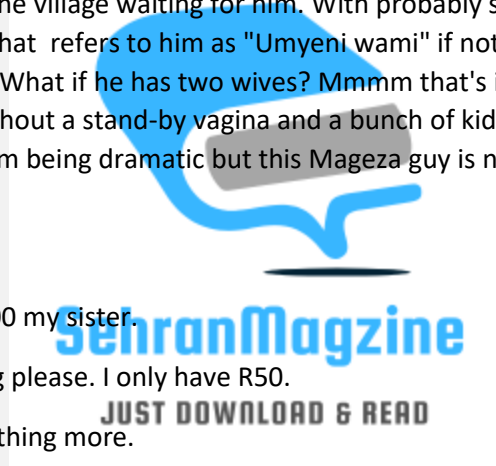 the village waiting for him. With probably s
hat refers to him as "Umyeni wami" if not
What if he has two wives? Mmmm that's i
hout a stand-by vagina and a bunch of kid
m being dramatic but this Mageza guy is n
00 my sister.
SehranMagzine
g please. I only have R50.
JUST DOWNLOAD & READ
thing more.